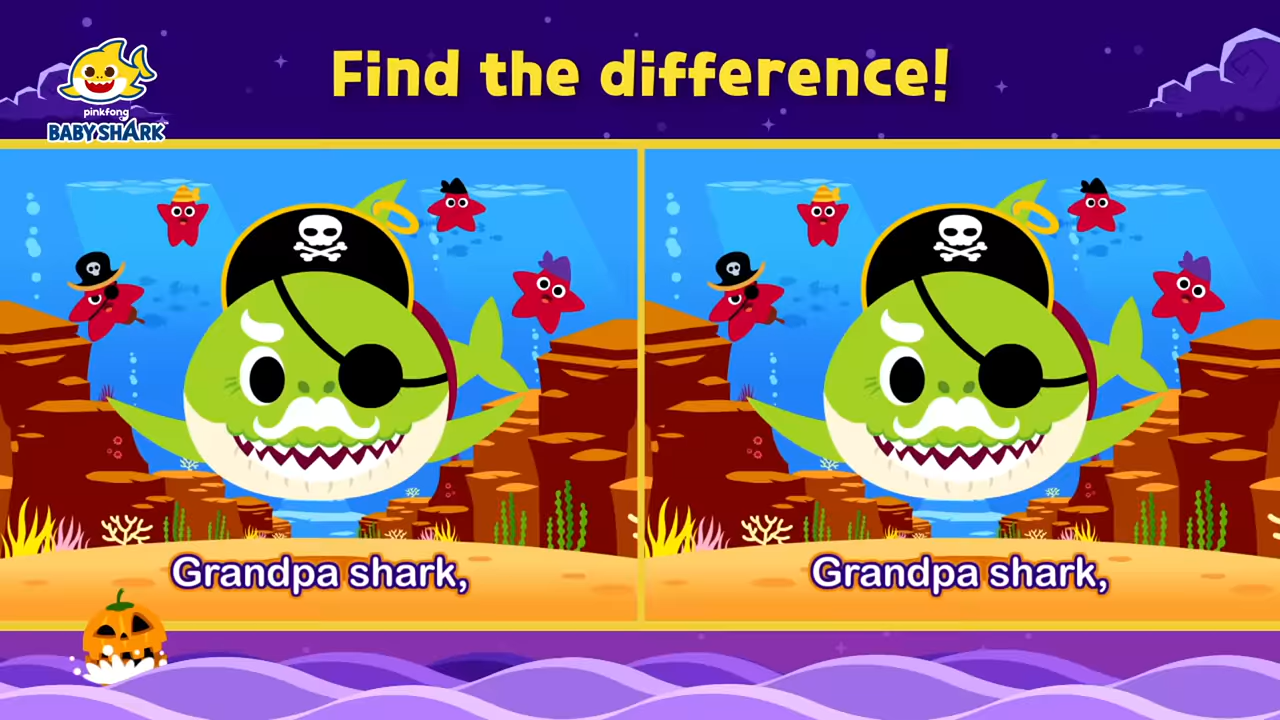 Find the difference!
pinkfong
BABY SHARK
Grandpa shark,
Grandpa shark,